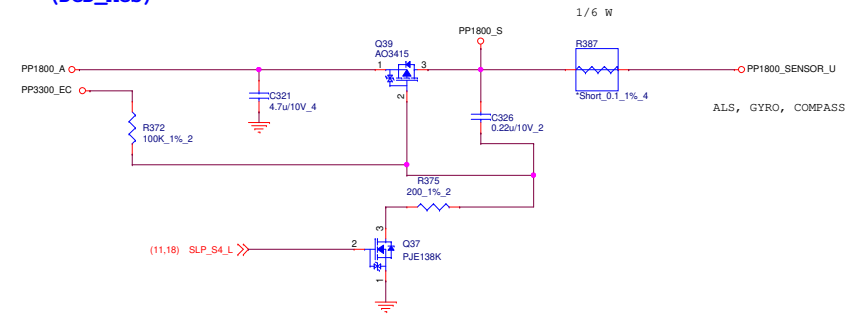 1/6 W
PP1800_S
Q39
AO3415
R387
PP1800_A
1
3
PP1800_SENSOR_U
PP3300_EC
C321
4.7u/10V_4
2
*Short_0.1_1%_4
ALS, GYRO, COMPASS
C326
0.22u/10V_2
R372
100K_1%_2
R375
200_1%_2
3
(11,18) SLP_S4_L
2
Q37
PJE138K
1